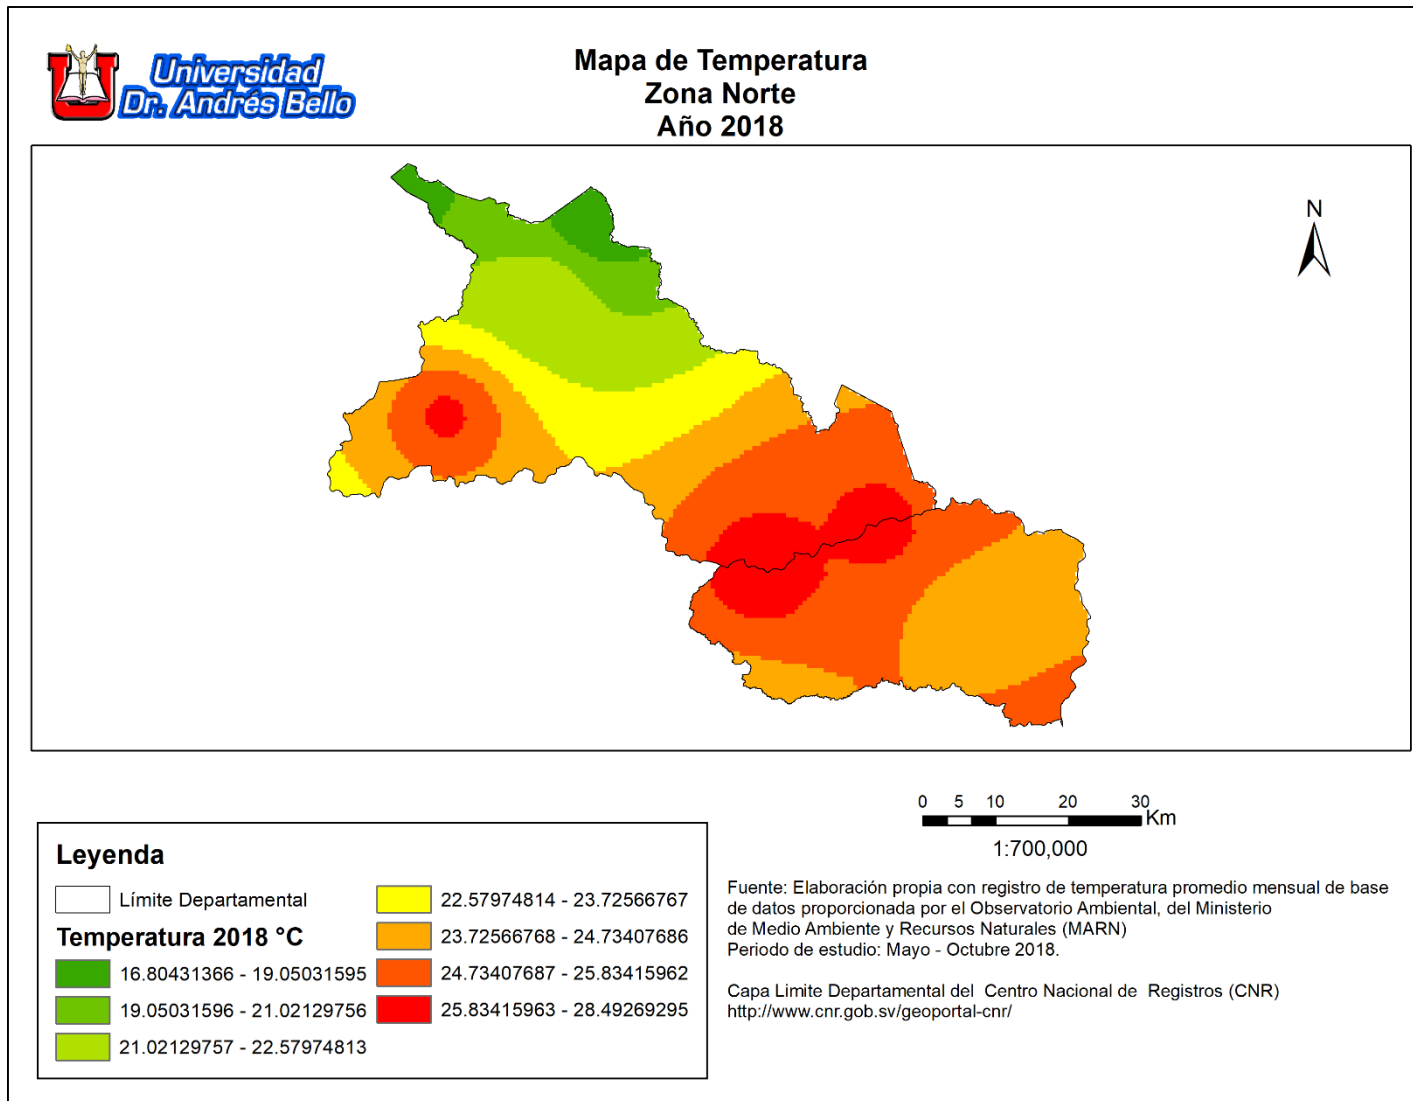 Universidad
Dr. Andrés Bello
Mapa de Temperatura
Zona Norte
Año 2018
N
0 5 10 20 30
Km
1:700,000
Leyenda
Límite Departamental
Temperatura 2018 °C
16.80431366 - 19.05031595
19.05031596 - 21.02129756
21.02129757 - 22.57974813
22.57974814 - 23.72566767
23.72566768 - 24.73407686
24.73407687 - 25.83415962
25.83415963 - 28.49269295
Fuente: Elaboración propia con registro de temperatura promedio mensual de base
de datos proporcionada por el Observatorio Ambiental, del Ministerio
de Medio Ambiente y Recursos Naturales (MARN)
Periodo de estudio: Mayo - Octubre 2018.
Capa Limite Departamental del Centro Nacional de Registros (CNR)
http://www.cnr.gob.sv/geoportal-cnr/